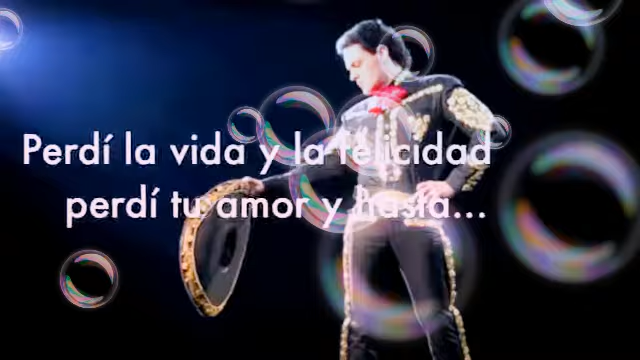 Perdí la vida y la felicidad
perdí tu amor y hasta...